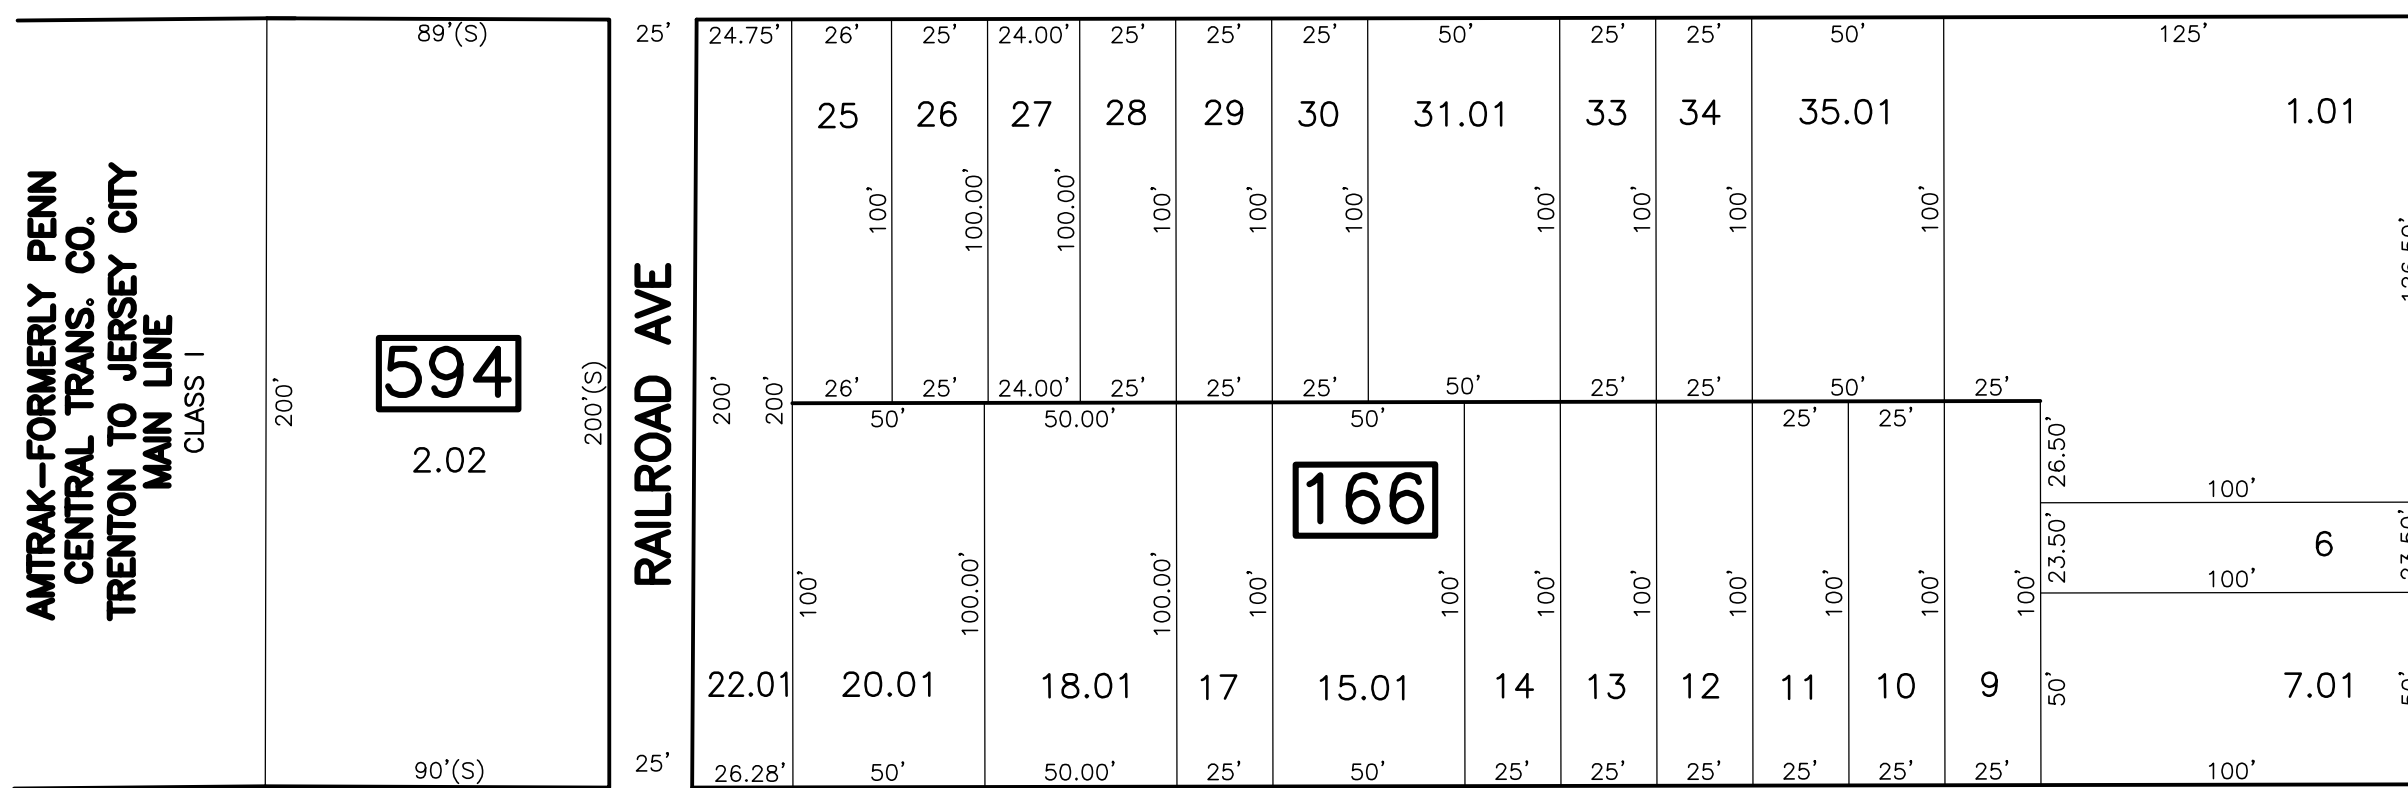 AMTRAK-FORMERLY PENN
CENTRAL TRANS. CO.
TRENTON TO JERSEY CITY
MAIN LINE
CLASS I
200'
89'(S)
594
2.02
200'(S)
90'(S)
25'
RAILROAD AVE
25'
24.75' 26' 25' 24.00' 25' 25' 25' 50' 25' 25' 50' 125'
25 26 27 28 29 30 31.01 33 34 35.01 1.01
100' 100.00' 100.00' 100' 100' 100' 100' 100' 100' 100'
200' 200'
26' 25' 24.00' 25' 25' 25' 50' 25' 25' 50' 25'
50' 50.00' 50' 25' 25'
26.50'
166
100'
23.50' 6 23.50'
100'
100' 100.00' 100.00' 100' 100' 100' 100' 100' 100' 100' 100'
22.01 20.01 18.01 17 15.01 14 13 12 11 10 9 50' 7.01 50'
26.28' 50' 50.00' 25' 50' 25' 25' 25' 25' 25' 25' 100'